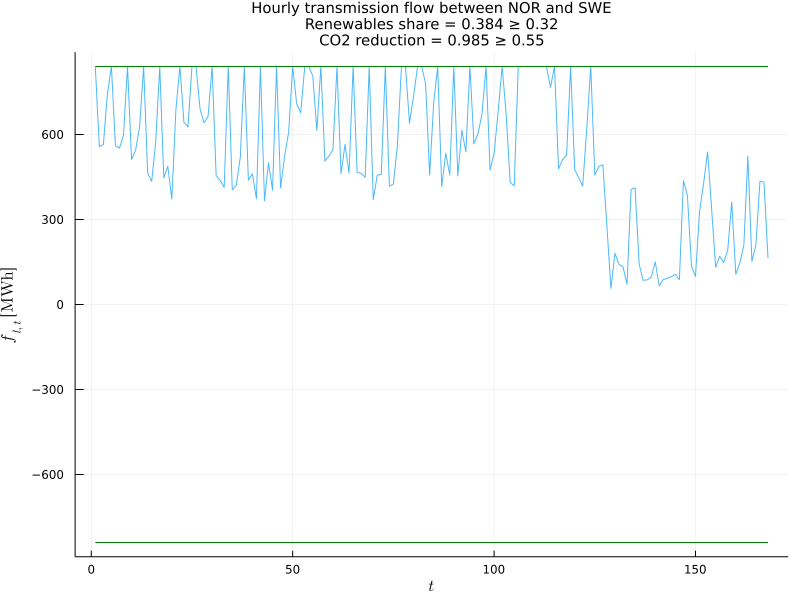 Hourly transmission flow between NOR and SWE
Renewables share = 0.384 ≥ 0.32
CO2 reduction = 0.985 ≥ 0.55
600
300
0
−300
−600
f_{l,t} [MWh]
0 50 100 150
t